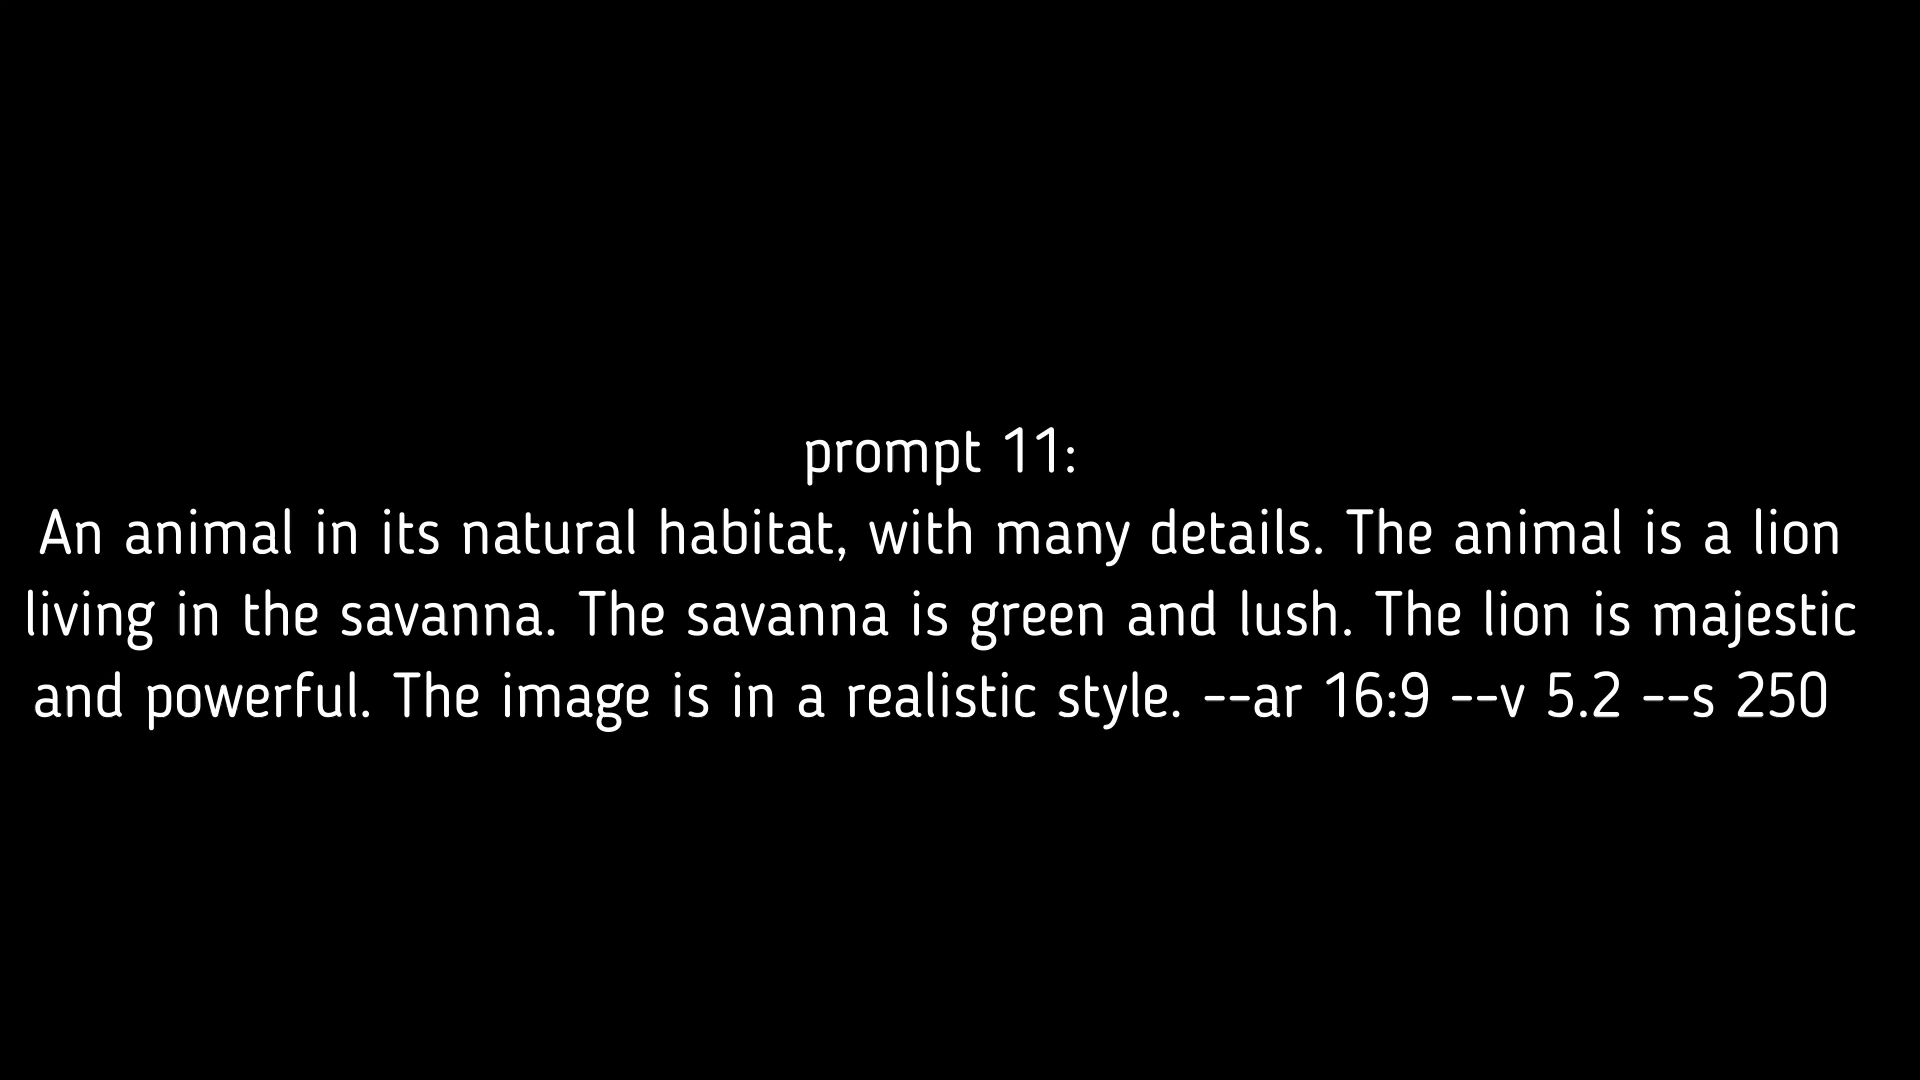 prompt 11:
An animal in its natural habitat, with many details. The animal is a lion
living in the savanna. The savanna is green and lush. The lion is majestic
and powerful. The image is in a realistic style. --ar 16:9 --v 5.2 --s 250